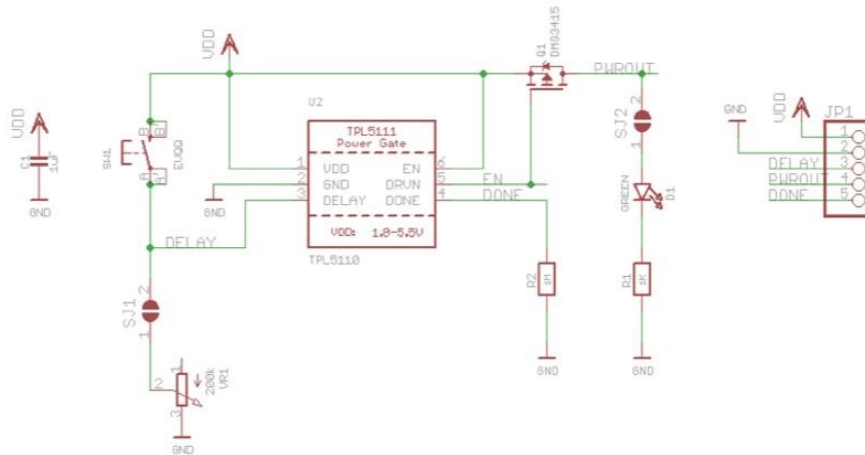 VDD
C1
1uF
GND
VDD
SW1
B B'
A A'
EVQQ
GND
U2
TPL5111
Power Gate
1 VDD EN 6
2 GND DRVN 5
3 DELAY DONE 4
VDD: 1.8-5.5V
TPL5110
DELAY
SJ1
2
1
1
2
3
200k
VR1
GND
EN
DONE
Q1
DMG3415
PWROUT
SJ2
2
1
GREEN
D1
R2
1M
GND
R1
1K
GND
GND
VDD
JP1
1
2
DELAY 3
PWROUT 4
DONE 5